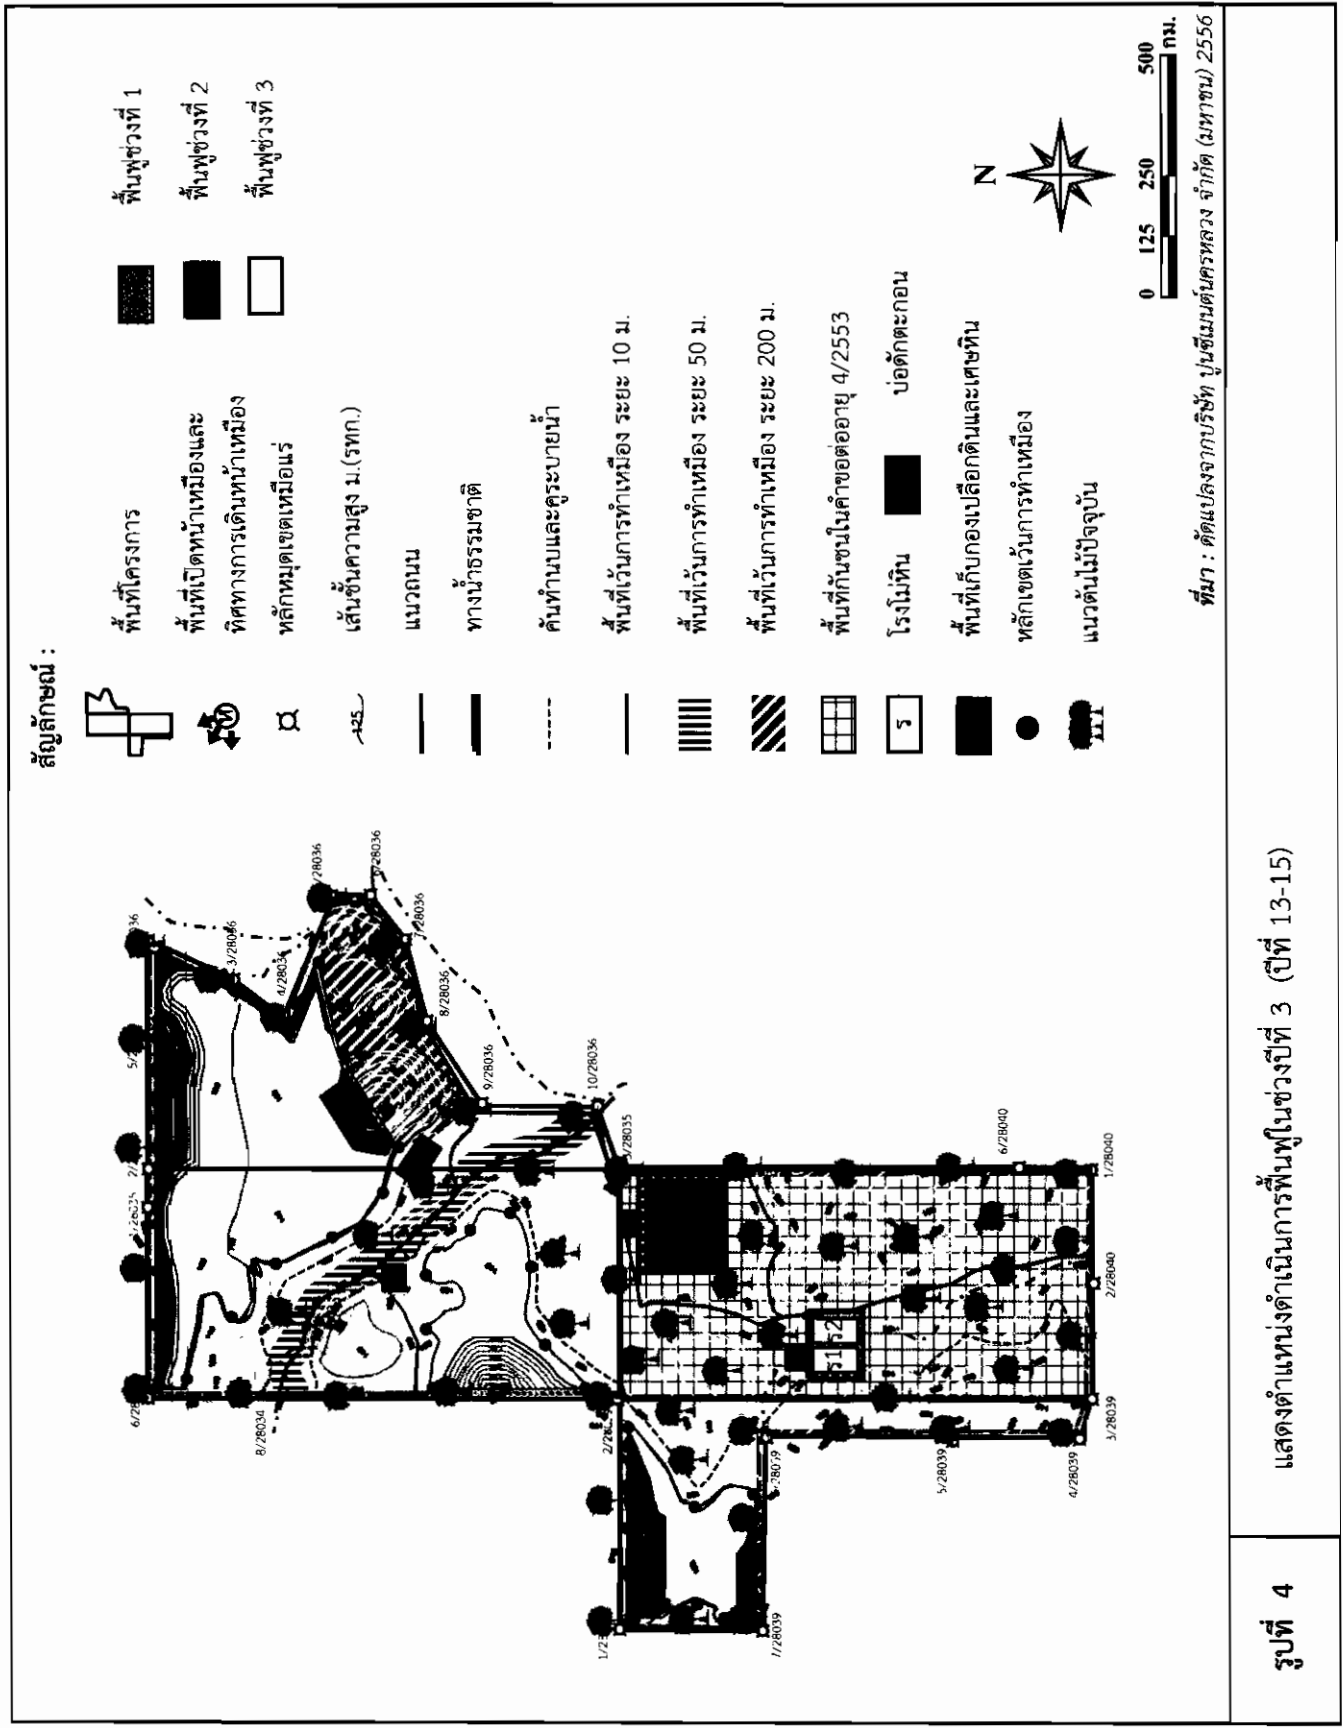 สัญลักษณ์ :
พื้นที่โครงการ
พื้นที่เปิดหน้าเหมืองและ
ทิศทางการเดินหน้าเหมือง
หลักหมุดเขตเหมืองแร่
125
เส้นชั้นความสูง ม.(รทก.)
แนวถนน
ทางน้ำธรรมชาติ
คันทำนบและคูระบายน้ำ
พื้นที่เว้นการทำเหมือง ระยะ 10 ม.
พื้นที่เว้นการทำเหมือง ระยะ 50 ม.
พื้นที่เว้นการทำเหมือง ระยะ 200 ม.
พื้นที่กันชนในคำขอต่ออายุ 4/2553
ร
โรงโม่หิน
บ่อดักตะกอน
พื้นที่เก็บกองเปลือกดินและเศษหิน
หลักเขตเว้นการทำเหมือง
แนวต้นไม้ปัจจุบัน
ฟื้นฟูช่วงที่ 1
ฟื้นฟูช่วงที่ 2
ฟื้นฟูช่วงที่ 3
N
0 125 250 500
กม.
ที่มา : ดัดแปลงจากบริษัท ปูนซีเมนต์นครหลวง จำกัด (มหาชน) 2556
3/28036
4/28036
/28036
6/28036
7/28036
8/28036
9/28036
10/28036
8/28034
6/28040
1/28040
2/28040
3/28039
4/28039
5/28039
7/28039
ร1
ร2
รูปที่ 4
แสดงตำแหน่งดำเนินการฟื้นฟูในช่วงปีที่ 3 (ปีที่ 13-15)